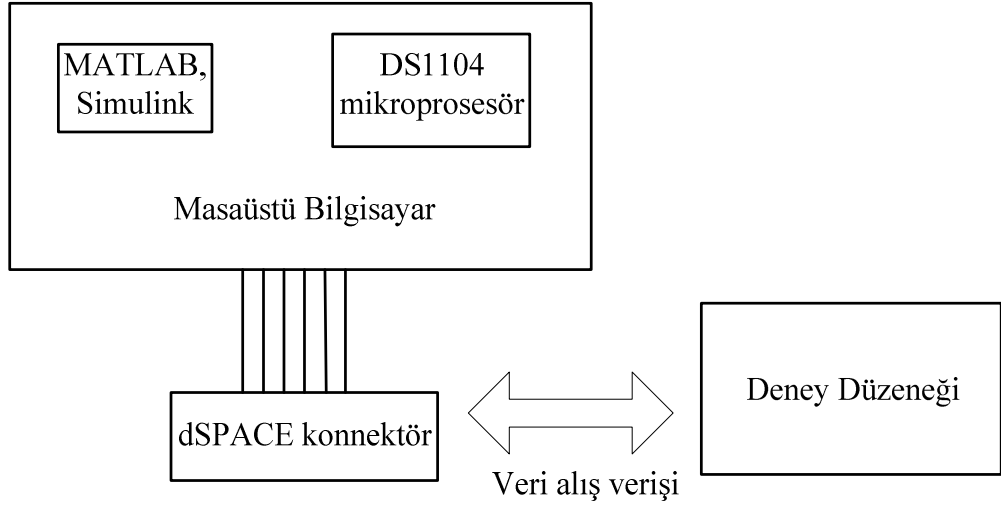 MATLAB,
Simulink
DS1104
mikroprosesör
Masaüstü Bilgisayar
dSPACE konnektör
Veri alış verişi
Deney Düzeneği